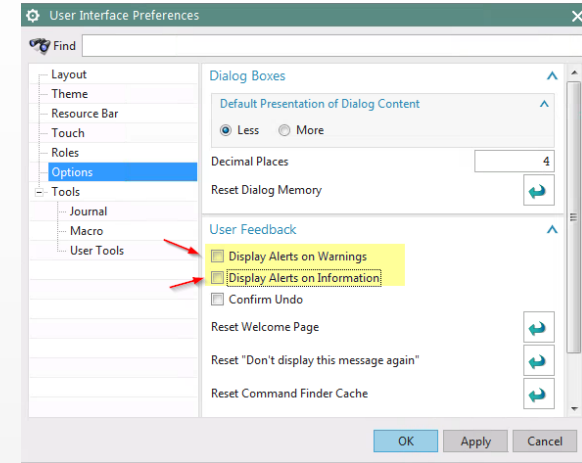 User Interface Preferences
Find
Layout
Theme
Resource Bar
Touch
Roles
Options
Tools
Journal
Macro
User Tools
Dialog Boxes
Default Presentation of Dialog Content
Less More
Decimal Places 4
Reset Dialog Memory
User Feedback
Display Alerts on Warnings
Display Alerts on Information
Confirm Undo
Reset Welcome Page
Reset "Don't display this message again"
Reset Command Finder Cache
OK Apply Cancel